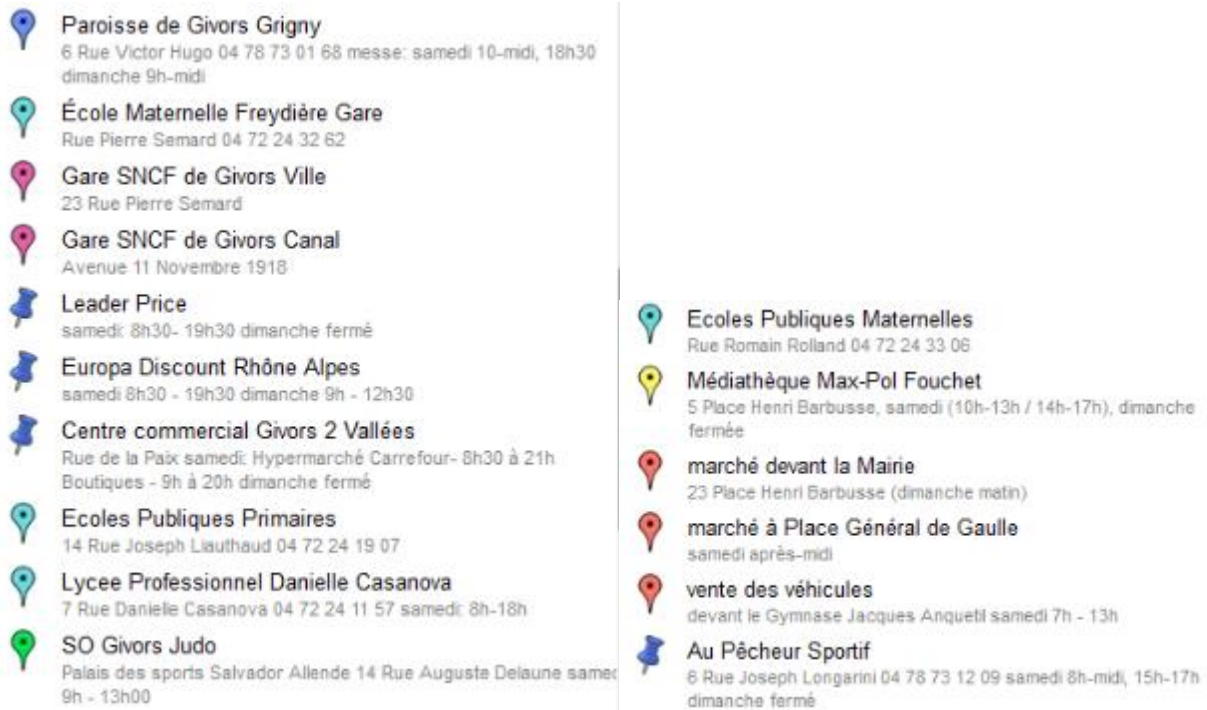 Paroisse de Givors Grigny
6 Rue Victor Hugo 04 78 73 01 68 messe: samedi 10-midi, 18h30
dimanche 9h-midi
École Maternelle Freydière Gare
Rue Pierre Semard 04 72 24 32 62
Gare SNCF de Givors Ville
23 Rue Pierre Semard
Gare SNCF de Givors Canal
Avenue 11 Novembre 1918
Leader Price
samedi: 8h30- 19h30 dimanche fermé
Europa Discount Rhône Alpes
samedi 8h30 - 19h30 dimanche 9h - 12h30
Centre commercial Givors 2 Vallées
Rue de la Paix samedi: Hypermarché Carrefour- 8h30 à 21h
Boutiques - 9h à 20h dimanche fermé
Ecoles Publiques Primaires
14 Rue Joseph Liauthaud 04 72 24 19 07
Lycee Professionnel Danielle Casanova
7 Rue Danielle Casanova 04 72 24 11 57 samedi: 8h-18h
SO Givors Judo
Palais des sports Salvador Allende 14 Rue Auguste Delaune samed
9h - 13h00
Ecoles Publiques Maternelles
Rue Romain Rolland 04 72 24 33 06
Médiathèque Max-Pol Fouchet
5 Place Henri Barbusse, samedi (10h-13h / 14h-17h), dimanche
fermée
marché devant la Mairie
23 Place Henri Barbusse (dimanche matin)
marché à Place Général de Gaulle
samedi après-midi
vente des véhicules
devant le Gymnase Jacques Anquetil samedi 7h - 13h
Au Pêcheur Sportif
6 Rue Joseph Longarini 04 78 73 12 09 samedi 8h-midi, 15h-17h
dimanche fermé